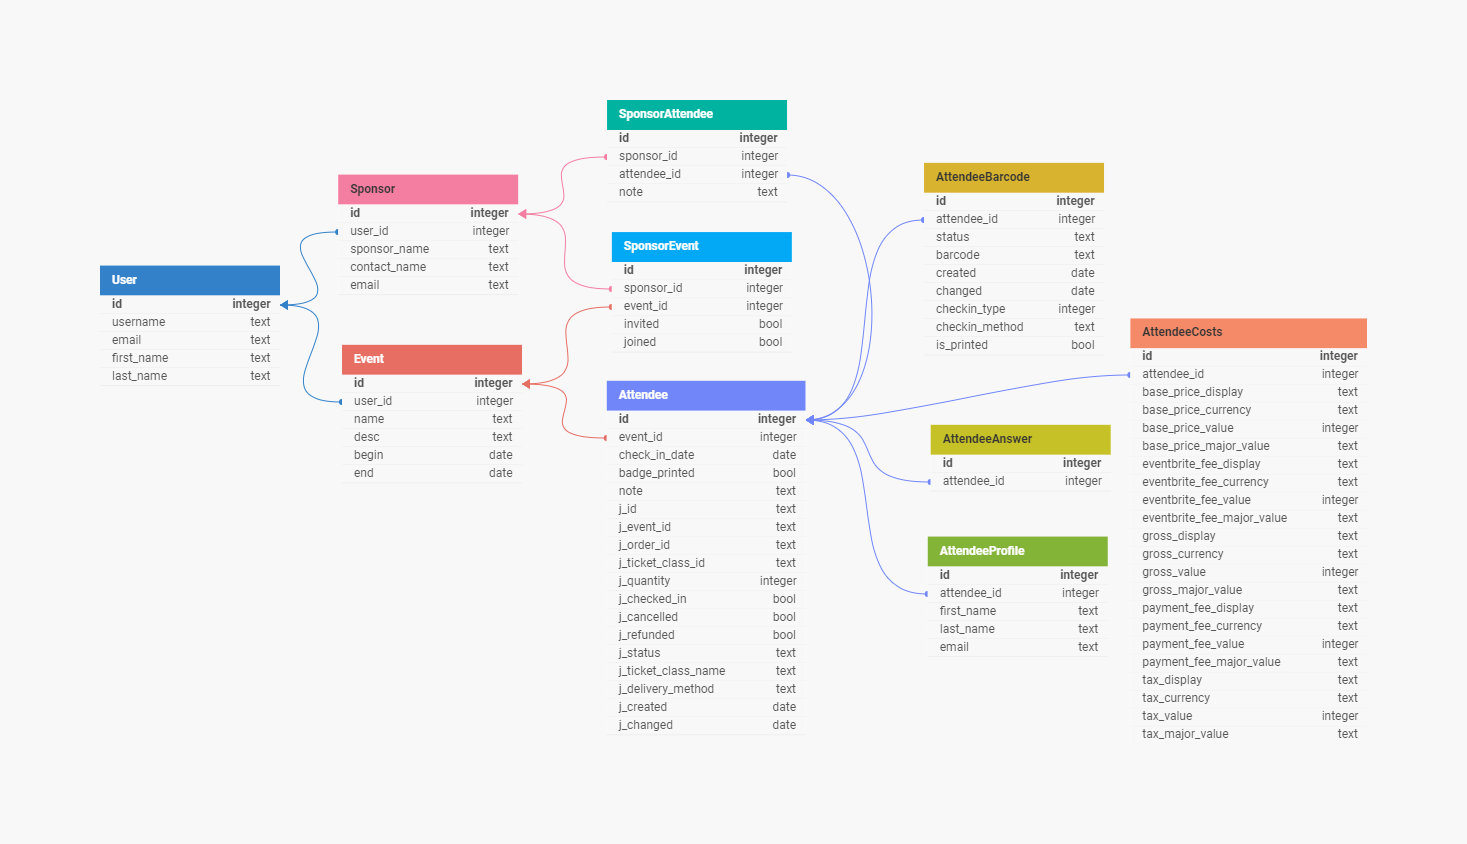 User
id integer
username text
email text
first_name text
last_name text
Sponsor
id integer
user_id integer
sponsor_name text
contact_name text
email text
Event
id integer
user_id integer
name text
desc text
begin date
end date
SponsorAttendee
id integer
sponsor_id integer
attendee_id integer
note text
SponsorEvent
id integer
sponsor_id integer
event_id integer
invited bool
joined bool
Attendee
id integer
event_id integer
check_in_date date
badge_printed bool
note text
j_id text
j_event_id text
j_order_id text
j_ticket_class_id text
j_quantity integer
j_checked_in bool
j_cancelled bool
j_refunded bool
j_status text
j_ticket_class_name text
j_delivery_method text
j_created date
j_changed date
AttendeeBarcode
id integer
attendee_id integer
status text
barcode text
created date
changed date
checkin_type integer
checkin_method text
is_printed bool
AttendeeAnswer
id integer
attendee_id integer
AttendeeProfile
id integer
attendee_id integer
first_name text
last_name text
email text
AttendeeCosts
id integer
attendee_id integer
base_price_display text
base_price_currency text
base_price_value integer
base_price_major_value text
eventbrite_fee_display text
eventbrite_fee_currency text
eventbrite_fee_value integer
eventbrite_fee_major_value text
gross_display text
gross_currency text
gross_value integer
gross_major_value text
payment_fee_display text
payment_fee_currency text
payment_fee_value integer
payment_fee_major_value text
tax_display text
tax_currency text
tax_value integer
tax_major_value text